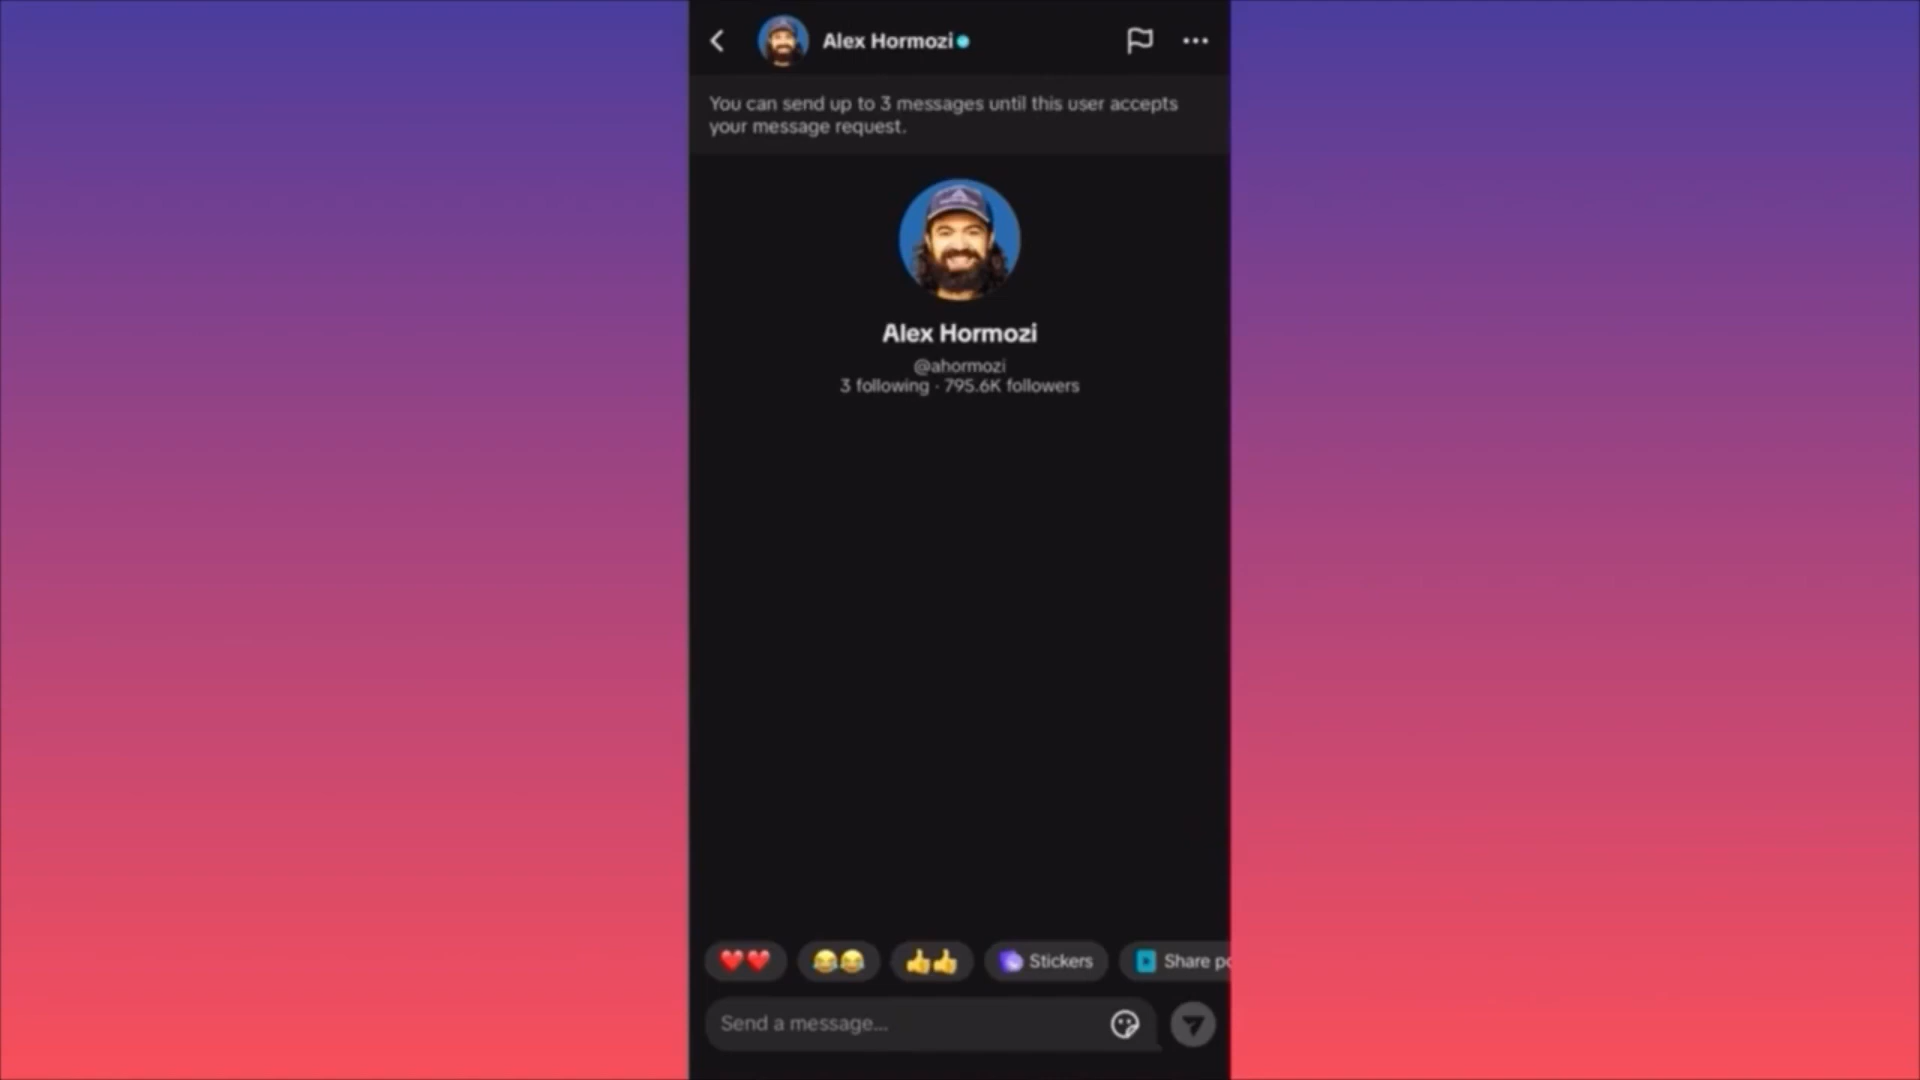 Alex Hormozi
You can send up to 3 messages until this user accepts
your message request.
Alex Hormozi
@ahormozi
3 following · 795.6K followers
Stickers
Share po
Send a message...